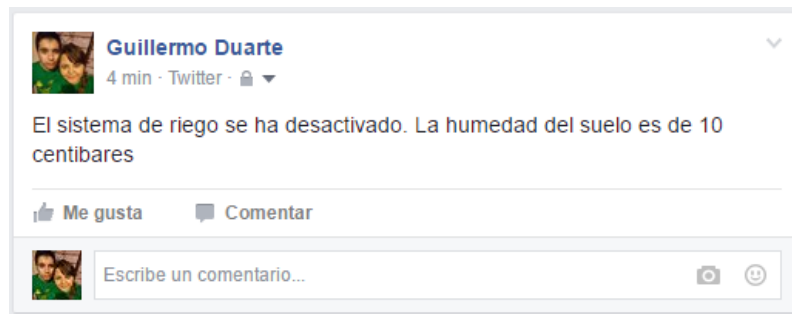 Guillermo Duarte
4 min · Twitter ·
El sistema de riego se ha desactivado. La humedad del suelo es de 10
centibares
Me gusta Comentar
Escribe un comentario...